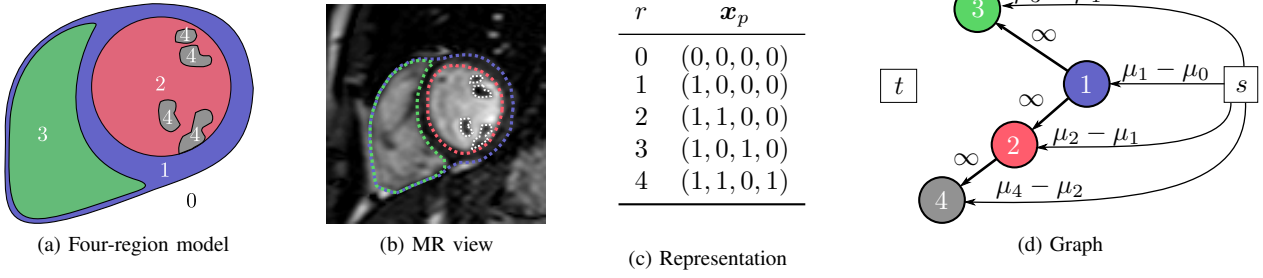 4
4
2
4
4
3
1
0
(a) Four-region model
(b) MR view
r x_p
0 (0, 0, 0, 0)
1 (1, 0, 0, 0)
2 (1, 1, 0, 0)
3 (1, 0, 1, 0)
4 (1, 1, 0, 1)
(c) Representation
3
∞
t
1
μ₁ − μ₀
s
∞
2
μ₂ − μ₁
∞
4
μ₄ − μ₂
(d) Graph